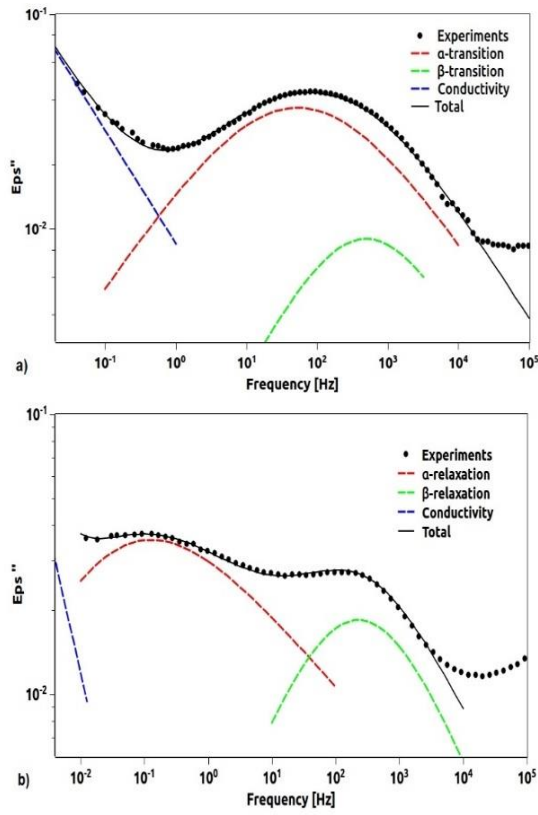 10⁻¹
Experiments
α-transition
β-transition
Conductivity
Total
Eps"
10⁻²
10⁻¹ 10⁰ 10¹ 10² 10³ 10⁴ 10⁵
a) Frequency [Hz]
10⁻¹
Experiments
α-relaxation
β-relaxation
Conductivity
Total
Eps"
10⁻²
10⁻² 10⁻¹ 10⁰ 10¹ 10² 10³ 10⁴ 10⁵
b) Frequency [Hz]